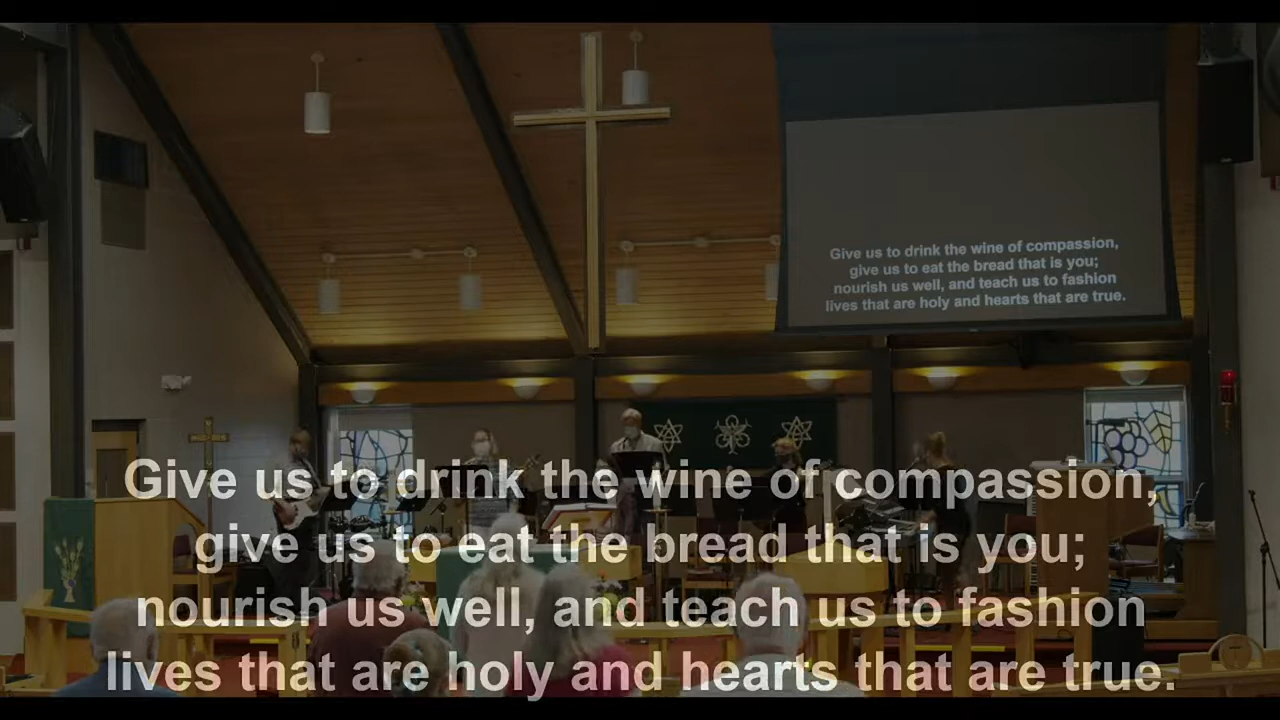 Give us to drink the wine of compassion,
give us to eat the bread that is you;
nourish us well, and teach us to fashion
lives that are holy and hearts that are true.
Give us to drink the wine of compassion,
give us to eat the bread that is you;
nourish us well, and teach us to fashion
lives that are holy and hearts that are true.